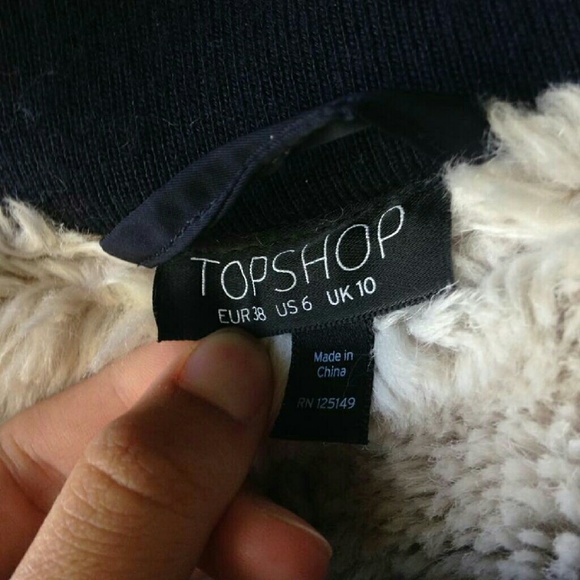 TOPSHOP
EUR 38 US 6 UK 10
Made in
China
RN 125149